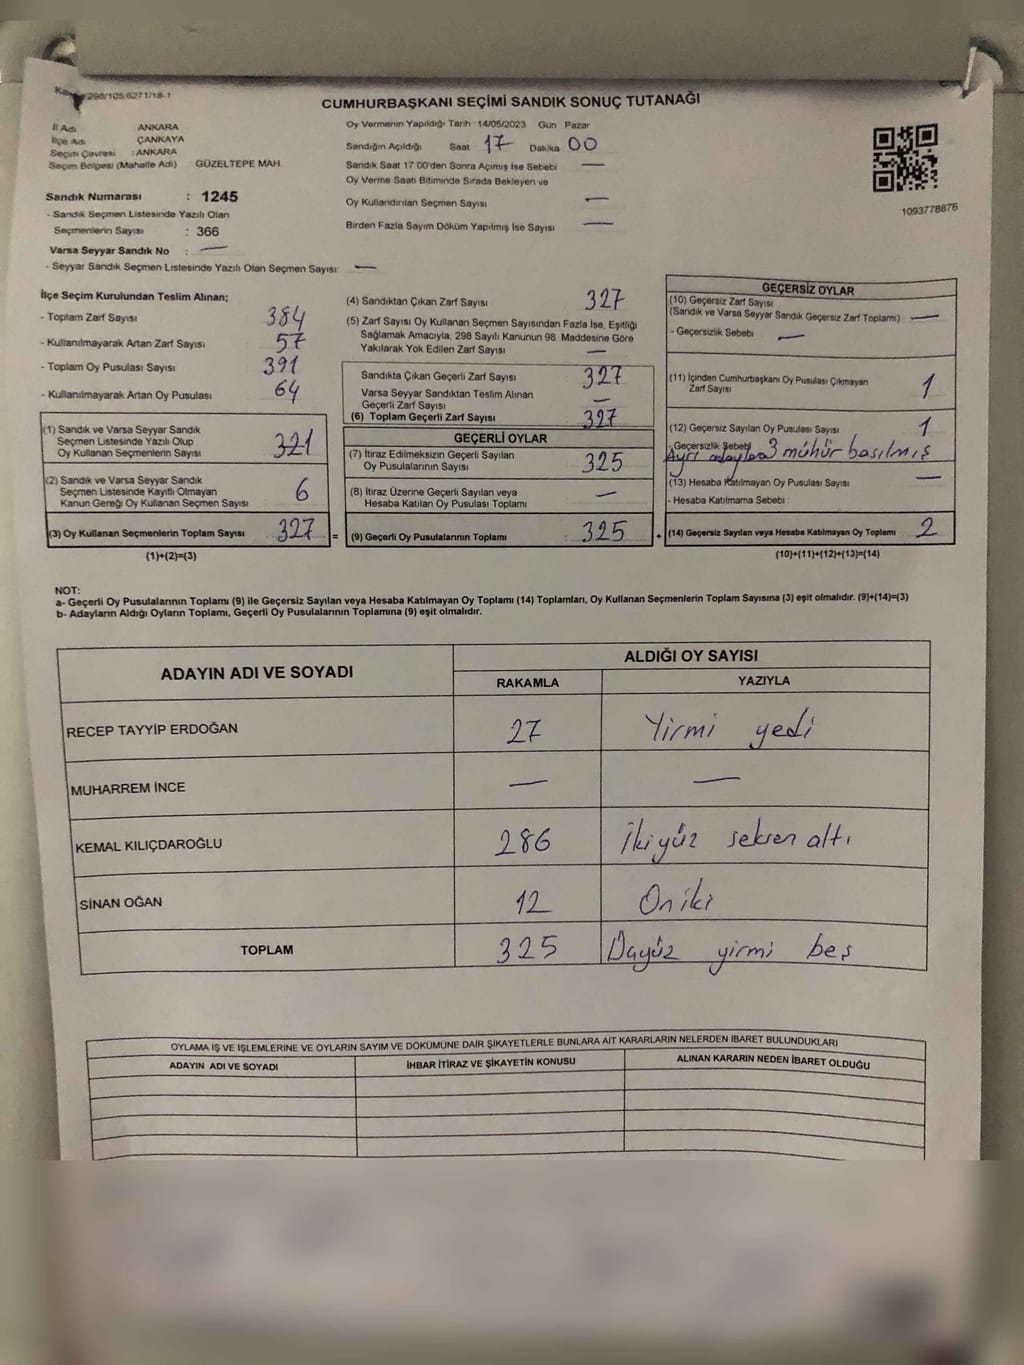 298/105.6271/18-1
CUMHURBAŞKANI SEÇİMİ SANDIK SONUÇ TUTANAĞI
İl Adı ANKARA
İlçe Adı ÇANKAYA
Seçim Çevresi : ANKARA
Seçim Bölgesi (Mahalle Adı) GÜZELTEPE MAH
Sandık Numarası : 1245
- Sandık Seçmen Listesinde Yazılı Olan
Seçmenlerin Sayısı : 366
Varsa Seyyar Sandık No : —
- Seyyar Sandık Seçmen Listesinde Yazılı Olan Seçmen Sayısı: —
Oy Vermenin Yapıldığı Tarih : 14/05/2023 Gün Pazar
Sandığın Açıldığı Saat 17 Dakika 00
Sandık Saat 17:00'den Sonra Açımış İse Sebebi —
Oy Verme Saati Bitiminde Sırada Bekleyen ve
Oy Kullandırılan Seçmen Sayısı —
Birden Fazla Sayım Döküm Yapılmış İse Sayısı —
1093778876
İlçe Seçim Kurulundan Teslim Alınan;
- Toplam Zarf Sayısı 384
- Kullanılmayarak Artan Zarf Sayısı 57
- Toplam Oy Pusulası Sayısı 391
- Kullanılmayarak Artan Oy Pusulası 64
(1) Sandık ve Varsa Seyyar Sandık
Seçmen Listesinde Yazılı Olup
Oy Kullanan Seçmenlerin Sayısı 321
(2) Sandık ve Varsa Seyyar Sandık
Seçmen Listesinde Kayıtlı Olmayan
Kanun Gereği Oy Kullanan Seçmen Sayısı 6
(3) Oy Kullanan Seçmenlerin Toplam Sayısı 327 =
(1)+(2)=(3)
(4) Sandıktan Çıkan Zarf Sayısı 327
(5) Zarf Sayısı Oy Kullanan Seçmen Sayısından Fazla İse, Eşitliği
Sağlamak Amacıyla, 298 Sayılı Kanunun 98. Maddesine Göre
Yakılarak Yok Edilen Zarf Sayısı —
Sandıkta Çıkan Geçerli Zarf Sayısı 327
Varsa Seyyar Sandıktan Teslim Alınan
Geçerli Zarf Sayısı —
(6) Toplam Geçerli Zarf Sayısı 327
GEÇERLİ OYLAR
(7) İtiraz Edilmeksizin Geçerli Sayılan
Oy Pusulalarının Sayısı 325
(8) İtiraz Üzerine Geçerli Sayılan veya
Hesaba Katılan Oy Pusulası Toplamı —
(9) Geçerli Oy Pusulalarının Toplamı 325 +
GEÇERSİZ OYLAR
(10) Geçersiz Zarf Sayısı
(Sandık ve Varsa Seyyar Sandık Geçersiz Zarf Toplamı) —
- Geçersizlik Sebebi —
(11) İçinden Cumhurbaşkanı Oy Pusulası Çıkmayan
Zarf Sayısı 1
(12) Geçersiz Sayılan Oy Pusulası Sayısı 1
- Geçersizlik Sebebi
Ayrı adaylara 3 mühür basılmış
(13) Hesaba Katılmayan Oy Pusulası Sayısı —
- Hesaba Katılmama Sebebi :
(14) Geçersiz Sayılan veya Hesaba Katılmayan Oy Toplamı 2
(10)+(11)+(12)+(13)=(14)
NOT:
a- Geçerli Oy Pusulalarının Toplamı (9) ile Geçersiz Sayılan veya Hesaba Katılmayan Oy Toplamı (14) Toplamları, Oy Kullanan Seçmenlerin Toplam Sayısına (3) eşit olmalıdır. (9)+(14)=(3)
b- Adayların Aldığı Oyların Toplamı, Geçerli Oy Pusulalarının Toplamına (9) eşit olmalıdır.
ADAYIN ADI VE SOYADI ALDIĞI OY SAYISI
RAKAMLA YAZIYLA
RECEP TAYYİP ERDOĞAN 27 Yirmi yedi
MUHARREM İNCE — —
KEMAL KILIÇDAROĞLU 286 İkiyüz seksen altı
SİNAN OĞAN 12 Oniki
TOPLAM 325 Üçyüz yirmi beş
OYLAMA İŞ VE İŞLEMLERİNE VE OYLARIN SAYIM VE DÖKÜMÜNE DAİR ŞİKAYETLERLE BUNLARA AİT KARARLARIN NELERDEN İBARET BULUNDUKLARI
ADAYIN ADI VE SOYADI İHBAR İTİRAZ VE ŞİKAYETİN KONUSU ALINAN KARARIN NEDEN İBARET OLDUĞU